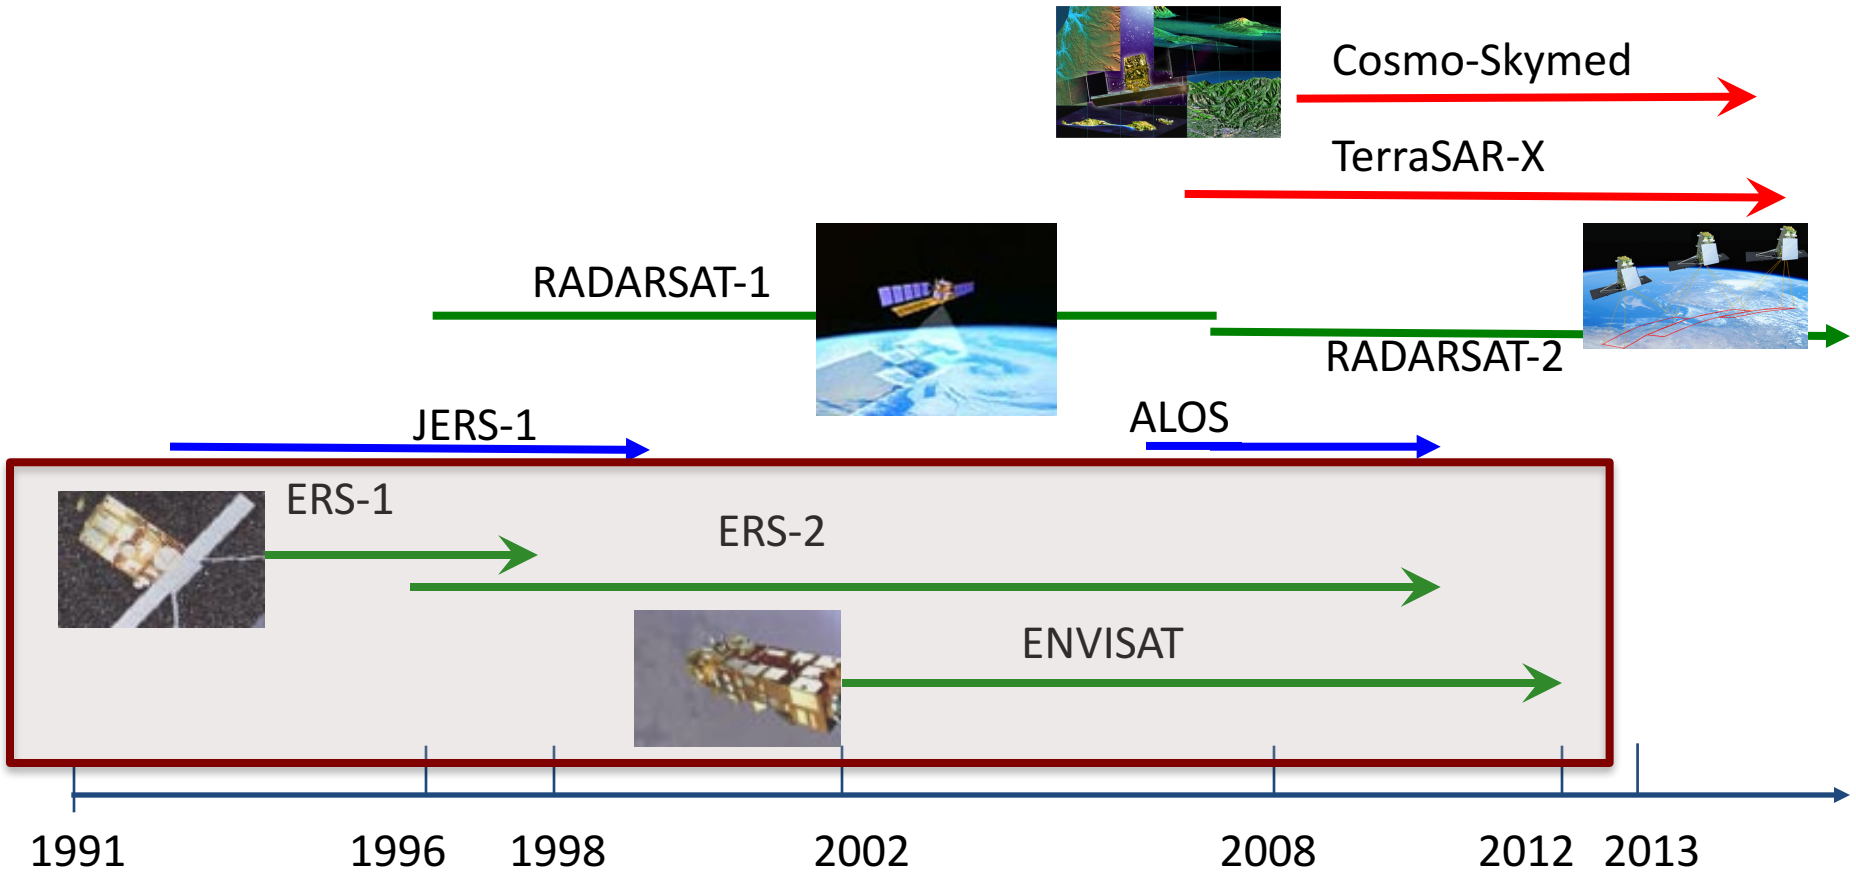 Cosmo-Skymed
TerraSAR-X
RADARSAT-1
RADARSAT-2
JERS-1
ALOS
ERS-1
ERS-2
ENVISAT
1991
1996
1998
2002
2008
2012
2013